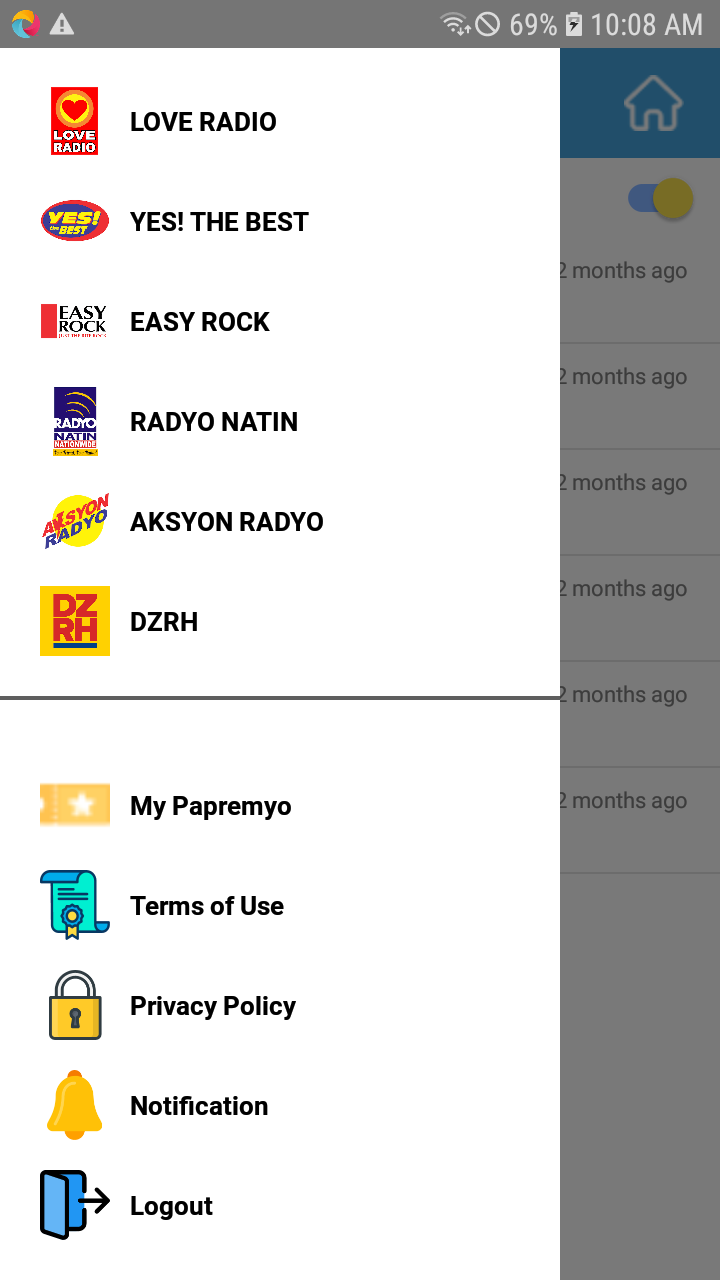 69% 10:08 AM
LOVE RADIO
LOVE RADIO
YES! THE BEST
YES! the BEST
EASY ROCK
EASY ROCK
RADYO NATIN
RADYO NATIN NATIONWIDE
AKSYON RADYO
AKSYON RADYO
DZRH
DZRH
2 months ago
2 months ago
2 months ago
2 months ago
2 months ago
2 months ago
My Papremyo
Terms of Use
Privacy Policy
Notification
Logout